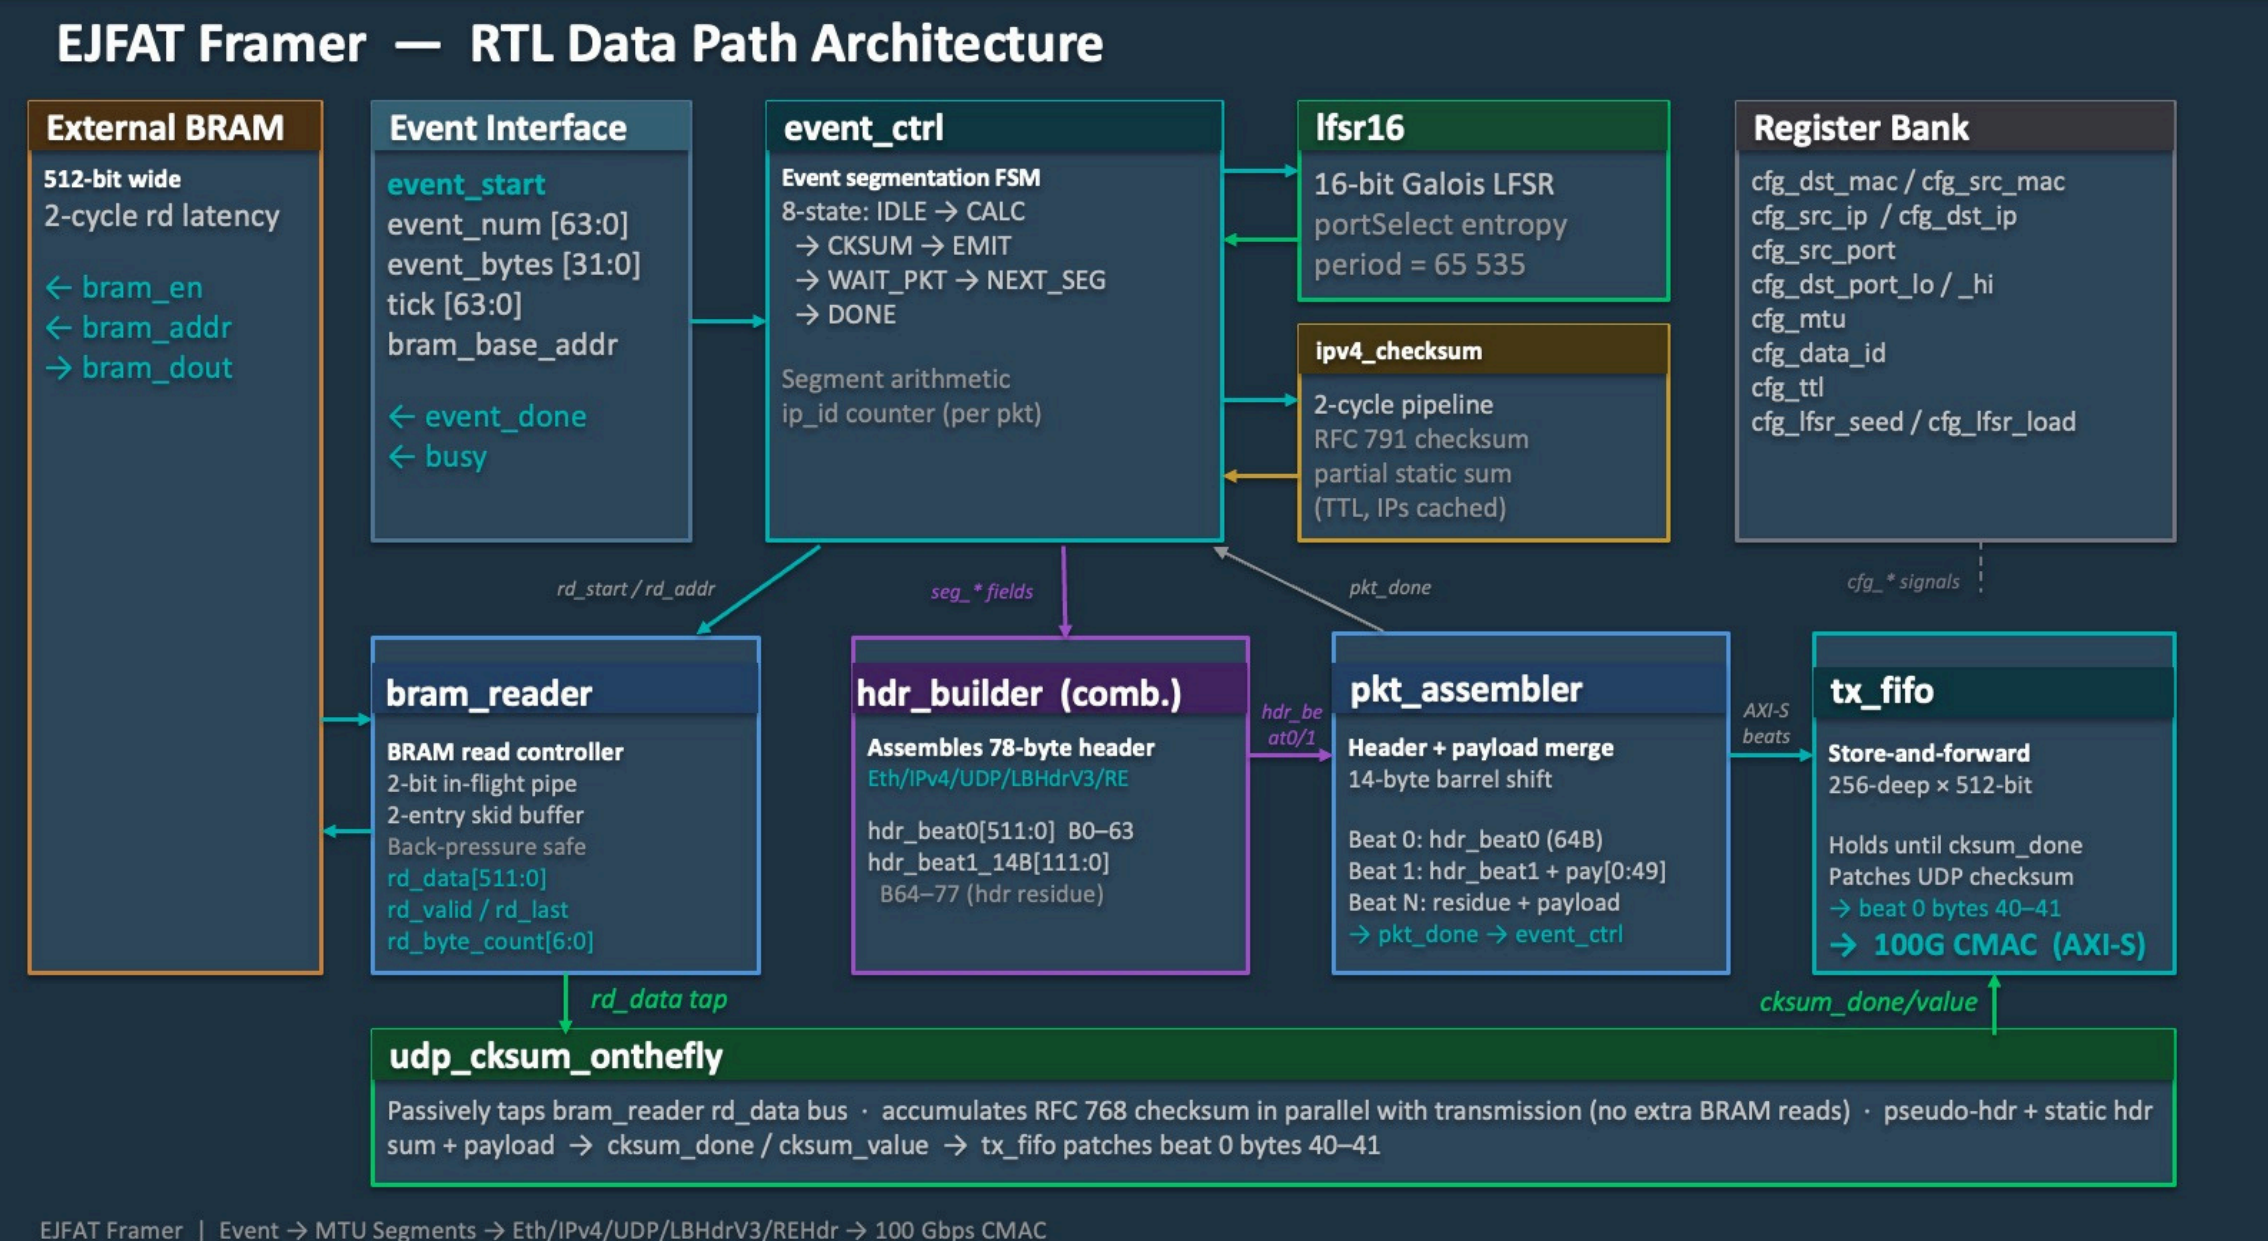 EJFAT Framer — RTL Data Path Architecture
External BRAM
512-bit wide
2-cycle rd latency
← bram_en
← bram_addr
→ bram_dout
Event Interface
event_start
event_num [63:0]
event_bytes [31:0]
tick [63:0]
bram_base_addr
← event_done
← busy
event_ctrl
Event segmentation FSM
8-state: IDLE → CALC
→ CKSUM → EMIT
→ WAIT_PKT → NEXT_SEG
→ DONE
Segment arithmetic
ip_id counter (per pkt)
lfsr16
16-bit Galois LFSR
portSelect entropy
period = 65 535
ipv4_checksum
2-cycle pipeline
RFC 791 checksum
partial static sum
(TTL, IPs cached)
Register Bank
cfg_dst_mac / cfg_src_mac
cfg_src_ip / cfg_dst_ip
cfg_src_port
cfg_dst_port_lo / _hi
cfg_mtu
cfg_data_id
cfg_ttl
cfg_lfsr_seed / cfg_lfsr_load
rd_start / rd_addr
seg_* fields
pkt_done
cfg_* signals
bram_reader
BRAM read controller
2-bit in-flight pipe
2-entry skid buffer
Back-pressure safe
rd_data[511:0]
rd_valid / rd_last
rd_byte_count[6:0]
hdr_builder (comb.)
Assembles 78-byte header
Eth/IPv4/UDP/LBHdrV3/RE
hdr_beat0[511:0] B0–63
hdr_beat1_14B[111:0]
B64–77 (hdr residue)
hdr_be
at0/1
pkt_assembler
Header + payload merge
14-byte barrel shift
Beat 0: hdr_beat0 (64B)
Beat 1: hdr_beat1 + pay[0:49]
Beat N: residue + payload
→ pkt_done → event_ctrl
AXI-S
beats
tx_fifo
Store-and-forward
256-deep × 512-bit
Holds until cksum_done
Patches UDP checksum
→ beat 0 bytes 40–41
→ 100G CMAC (AXI-S)
rd_data tap
cksum_done/value
udp_cksum_onthefly
Passively taps bram_reader rd_data bus · accumulates RFC 768 checksum in parallel with transmission (no extra BRAM reads) · pseudo-hdr + static hdr
sum + payload → cksum_done / cksum_value → tx_fifo patches beat 0 bytes 40–41
EJFAT Framer | Event → MTU Segments → Eth/IPv4/UDP/LBHdrV3/REHdr → 100 Gbps CMAC